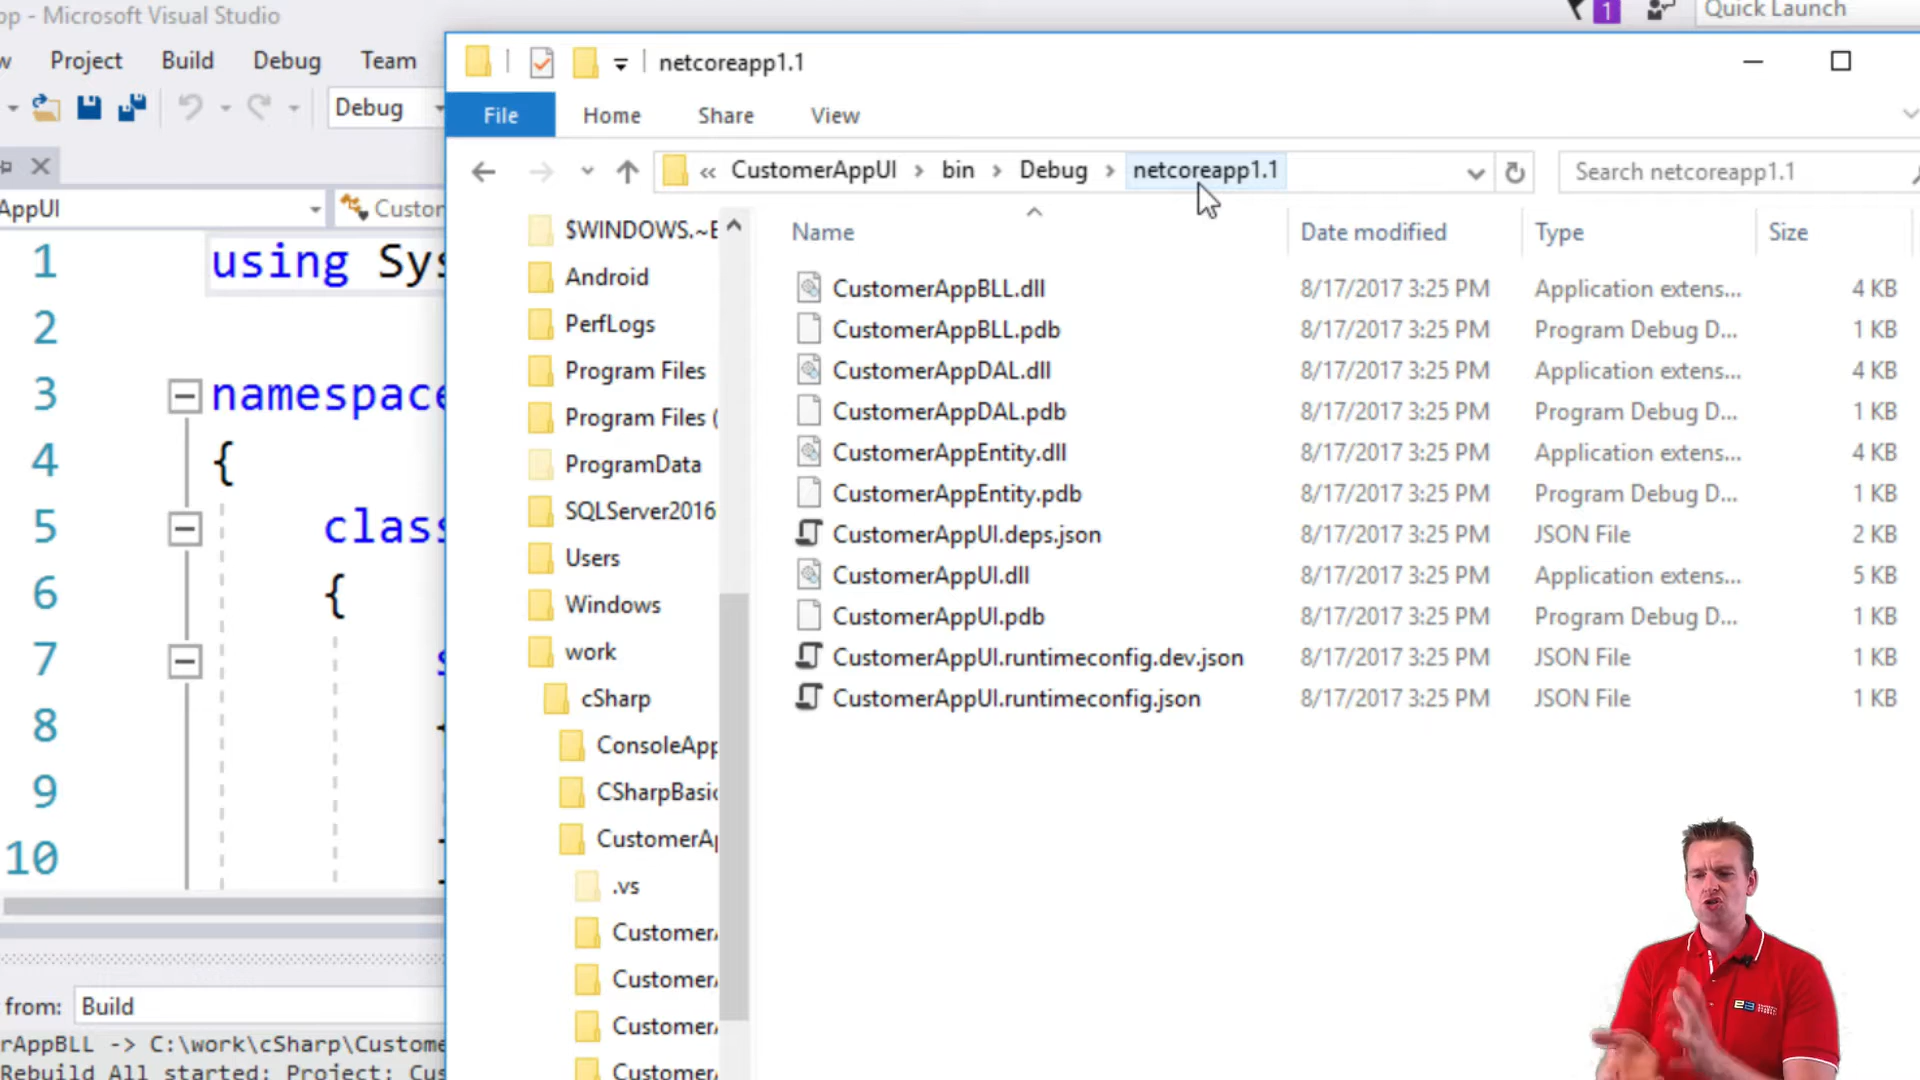 op - Microsoft Visual Studio
1
Quick Launch
w Project Build Debug Team
Debug
AppUI
Custon
1 using Sys
2
3 namespace
4 {
5 class
6 {
7
8
9
10
from: Build
rAppBLL -> C:\work\cSharp\Custome
Rebuild All started: Project: Cus
netcoreapp1.1
File Home Share View
« CustomerAppUI > bin > Debug > netcoreapp1.1
Search netcoreapp1.1
$WINDOWS.~B
Android
PerfLogs
Program Files
Program Files (
ProgramData
SQLServer2016
Users
Windows
work
cSharp
ConsoleApp
CSharpBasic
CustomerAp
.vs
CustomerA
CustomerA
CustomerA
CustomerA
Name Date modified Type Size
CustomerAppBLL.dll 8/17/2017 3:25 PM Application extens... 4 KB
CustomerAppBLL.pdb 8/17/2017 3:25 PM Program Debug D... 1 KB
CustomerAppDAL.dll 8/17/2017 3:25 PM Application extens... 4 KB
CustomerAppDAL.pdb 8/17/2017 3:25 PM Program Debug D... 1 KB
CustomerAppEntity.dll 8/17/2017 3:25 PM Application extens... 4 KB
CustomerAppEntity.pdb 8/17/2017 3:25 PM Program Debug D... 1 KB
CustomerAppUI.deps.json 8/17/2017 3:25 PM JSON File 2 KB
CustomerAppUI.dll 8/17/2017 3:25 PM Application extens... 5 KB
CustomerAppUI.pdb 8/17/2017 3:25 PM Program Debug D... 1 KB
CustomerAppUI.runtimeconfig.dev.json 8/17/2017 3:25 PM JSON File 1 KB
CustomerAppUI.runtimeconfig.json 8/17/2017 3:25 PM JSON File 1 KB